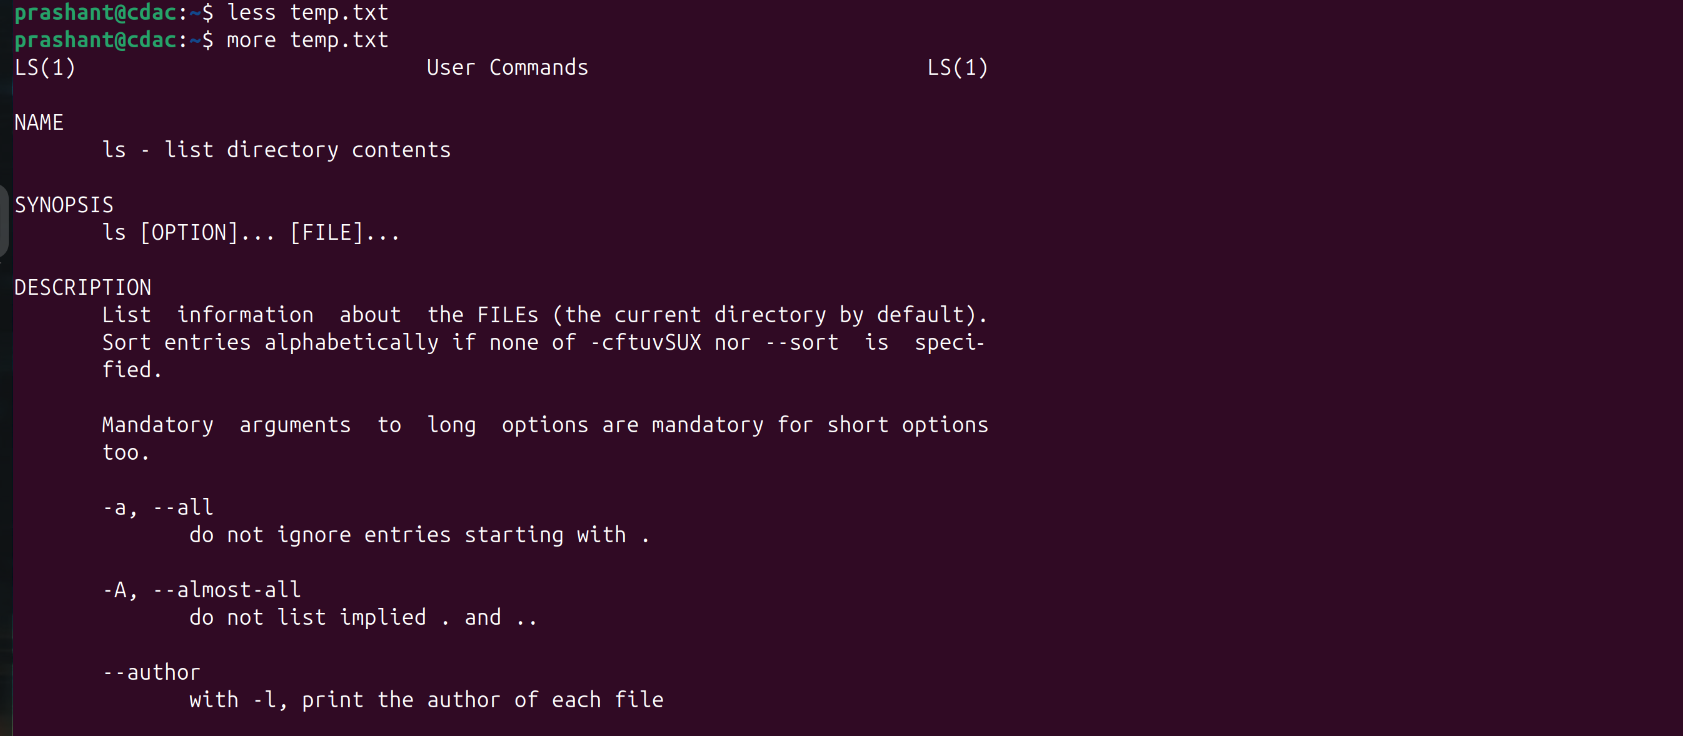 prashant@cdac:~$ less temp.txt
prashant@cdac:~$ more temp.txt
LS(1)                            User Commands                           LS(1)
NAME
       ls - list directory contents
SYNOPSIS
       ls [OPTION]... [FILE]...
DESCRIPTION
       List  information  about  the FILEs (the current directory by default).
       Sort entries alphabetically if none of -cftuvSUX nor --sort  is  speci-
       fied.
       Mandatory  arguments  to  long  options are mandatory for short options
       too.
       -a, --all
              do not ignore entries starting with .
       -A, --almost-all
              do not list implied . and ..
       --author
              with -l, print the author of each file